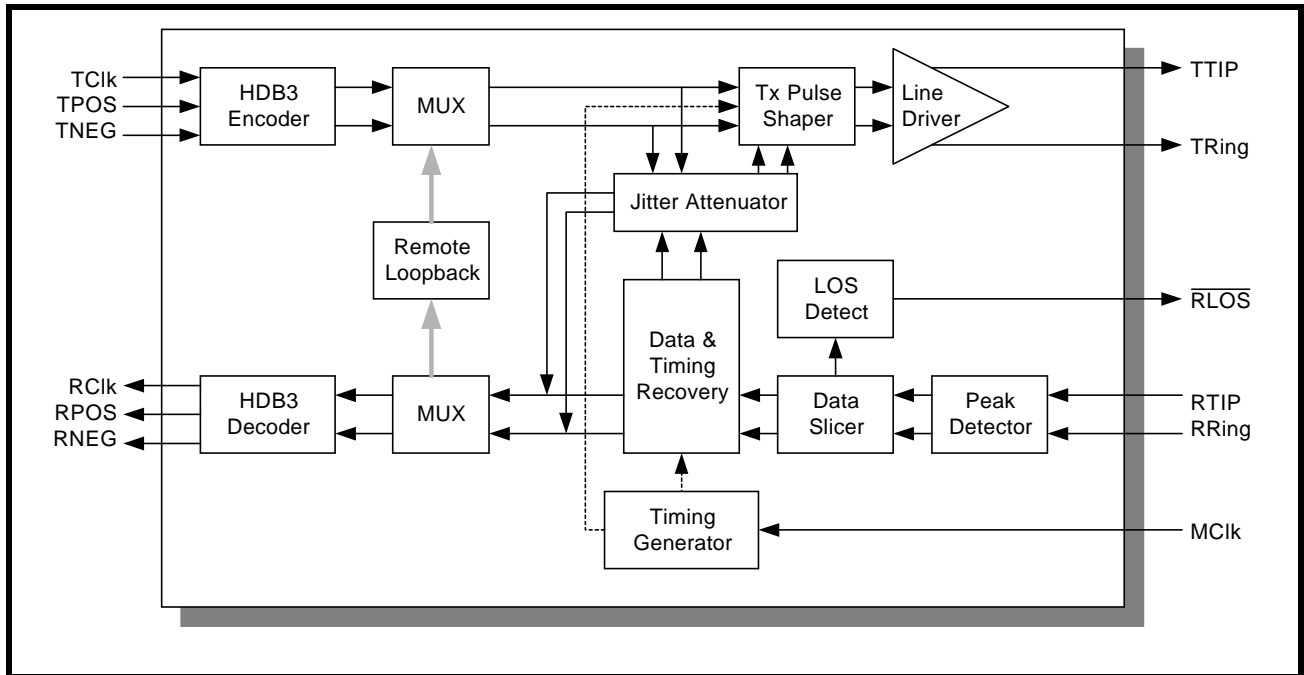 TClk
TPOS
TNEG
HDB3
Encoder
MUX
Tx Pulse
Shaper
Line
Driver
TTIP
TRing
Jitter Attenuator
Remote
Loopback
LOS
Detect
RLOS
Data &
Timing
Recovery
RClk
RPOS
RNEG
HDB3
Decoder
MUX
Data
Slicer
Peak
Detector
RTIP
RRing
Timing
Generator
MClk